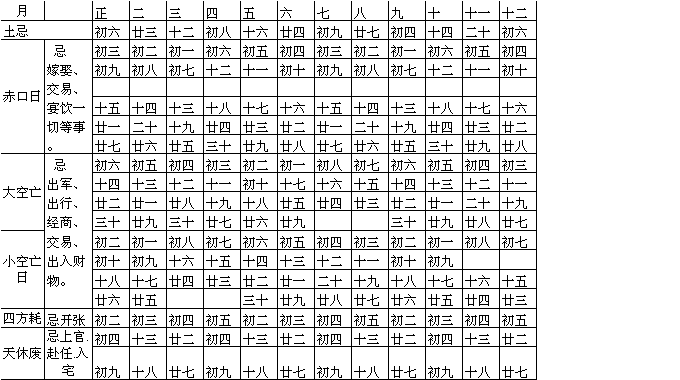 月 正 二 三 四 五 六 七 八 九 十 十一 十二
土忌 初六 廿三 十二 初八 十六 廿四 初九 廿七 初四 十四 二十 初六
赤口日 忌嫁娶、交易、宴饮一切等事。 初三 初二 初一 初六 初五 初四 初三 初二 初一 初六 初五 初四
初九 初八 初七 十二 十一 初十 初九 初八 初七 十二 十一 初十
十五 十四 十三 十八 十七 十六 十五 十四 十三 十八 十七 十六
廿一 二十 十九 廿四 廿三 廿二 廿一 二十 十九 廿四 廿三 廿二
廿七 廿六 廿五 三十 廿九 廿八 廿七 廿六 廿五 三十 廿九 廿八
大空亡 忌出军、出行、经商、交易、出入财物。 初六 初五 初四 初三 初二 初一 初八 初七 初六 初五 初四 初三
十四 十三 十二 十一 初十 十七 十六 十五 十四 十三 十二 十一
廿二 廿一 廿八 十九 十八 廿五 廿四 廿三 廿二 廿一 二十 十九
三十 廿九 三十 廿七 廿六 廿九 三十 廿九 廿八 廿七
小空亡日 初二 初一 初八 初七 初六 初五 初四 初三 初二 初一 初八 初七
初十 初九 十六 十五 十四 十三 十二 十一 初十 初九
十八 十七 廿四 廿三 廿二 廿一 二十 十九 十八 十七 十六 十五
廿六 廿五 三十 廿九 廿八 廿七 廿六 廿五 廿四 廿三
四方耗 忌开张 初二 初三 初四 初五 初二 初三 初四 初五 初二 初三 初四 初五
天休废 忌上官.赴任.入宅 初四 十三 廿二 初四 十三 廿二 初四 十三 廿二 初四 十三 廿二
初九 十八 廿七 初九 十八 廿七 初九 十八 廿七 初九 十八 廿七